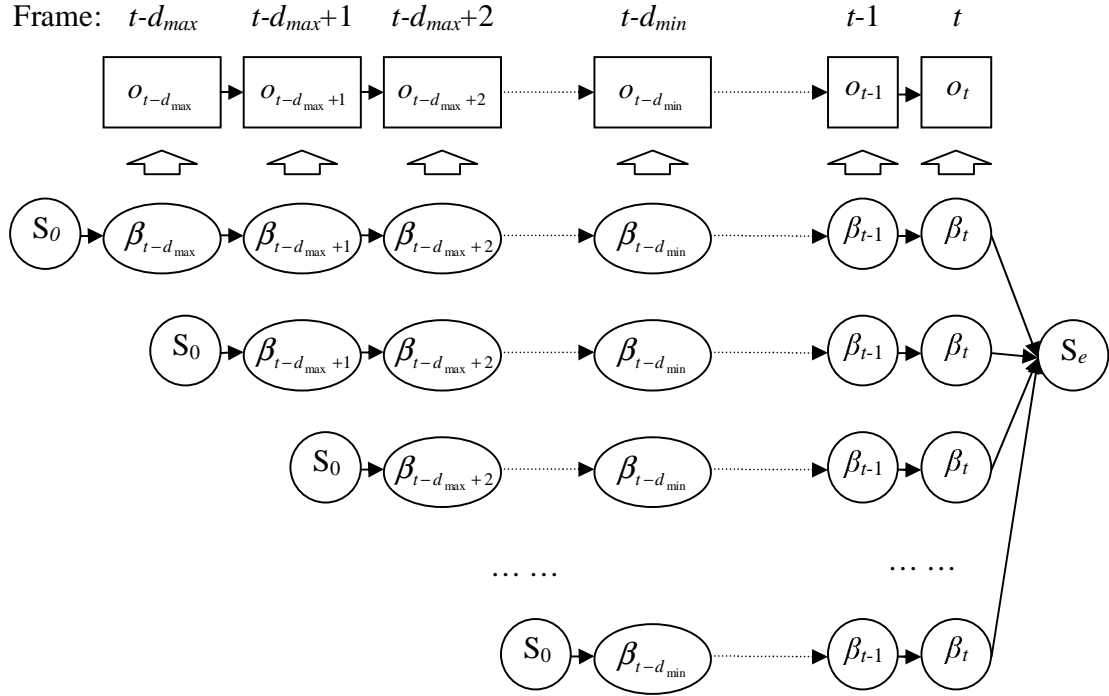 Frame: t-d_max t-d_max+1 t-d_max+2 t-d_min t-1 t
o_{t−d_max} o_{t−d_max+1} o_{t−d_max+2} o_{t−d_min} o_{t-1} o_t
S_0 β_{t−d_max} β_{t−d_max+1} β_{t−d_max+2} β_{t−d_min} β_{t-1} β_t
S_0 β_{t−d_max+1} β_{t−d_max+2} β_{t−d_min} β_{t-1} β_t S_e
S_0 β_{t−d_max+2} β_{t−d_min} β_{t-1} β_t
... ... ... ...
S_0 β_{t−d_min} β_{t-1} β_t